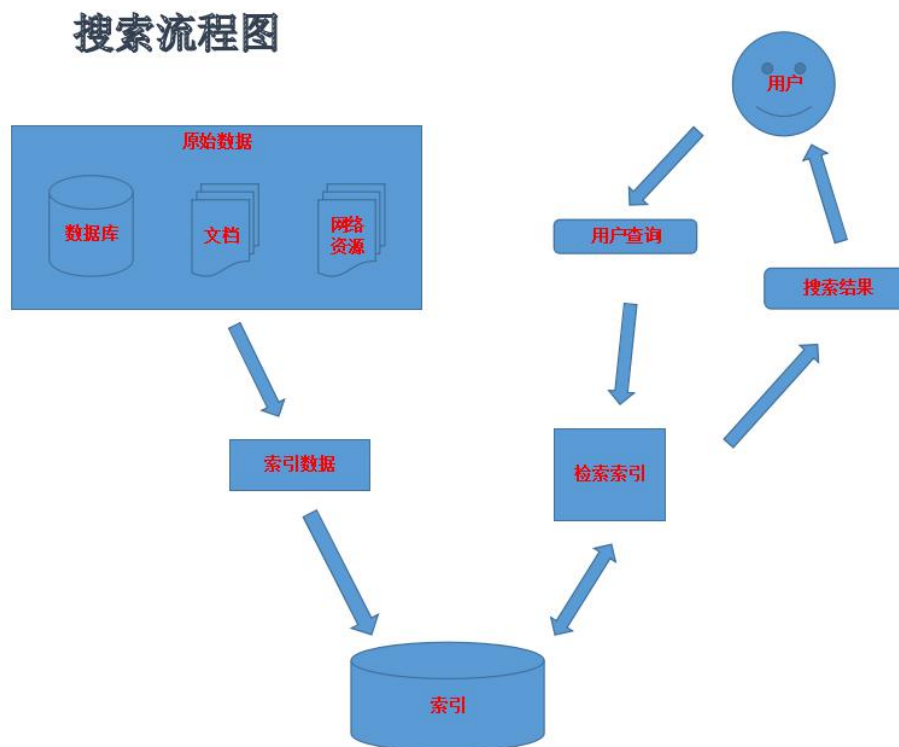 搜索流程图
用户
原始数据
数据库
文档
网络
资源
用户查询
搜索结果
索引数据
检索索引
索引